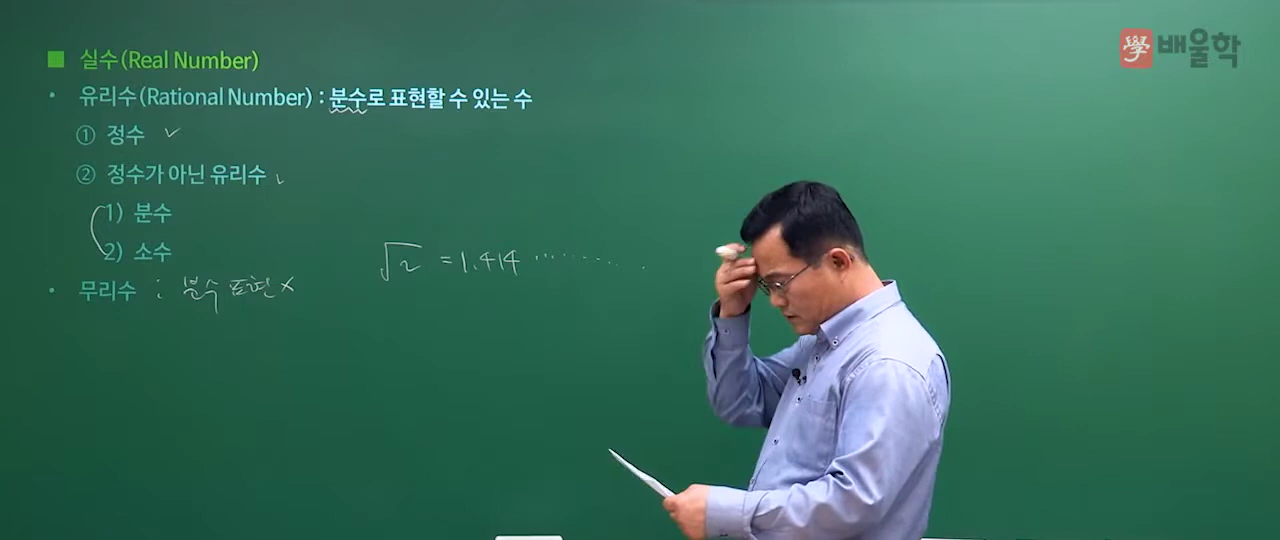 學 배울학
■ 실수(Real Number)
• 유리수(Rational Number) : 분수로 표현할 수 있는 수
① 정수 ✓
② 정수가 아닌 유리수 ✓
1) 분수
2) 소수
√2 = 1.414 ··········
• 무리수 : 분수 표현 ×